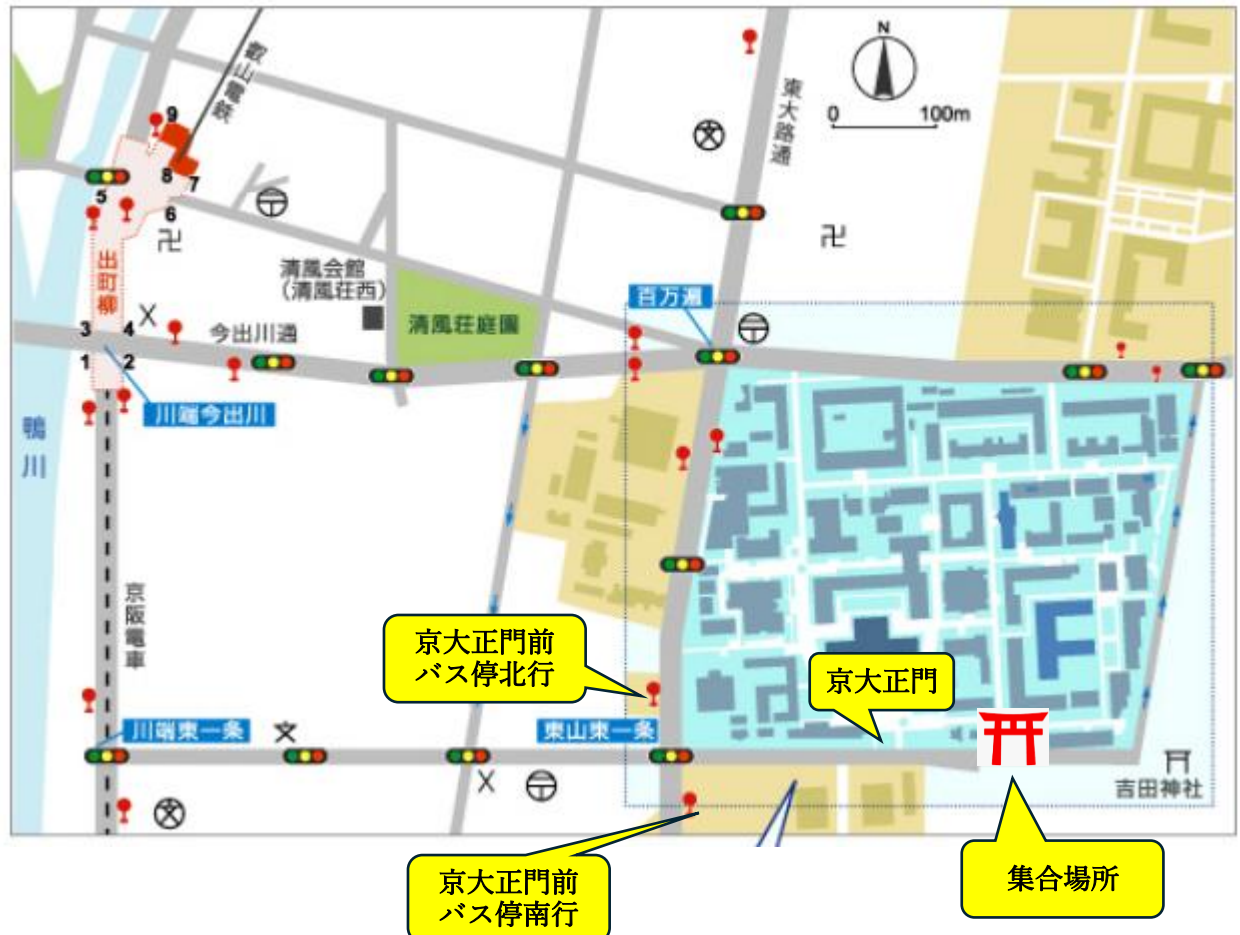 叡山電鉄
東大路通
N
0 100m
9
8
7
5
6
出町柳
清風会館
(清風荘西)
百万遍
3 4
今出川通
清風荘庭園
1 2
川端今出川
鴨川
京阪電車
京大正門前
バス停北行
京大正門
川端東一条
東山東一条
吉田神社
京大正門前
バス停南行
集合場所